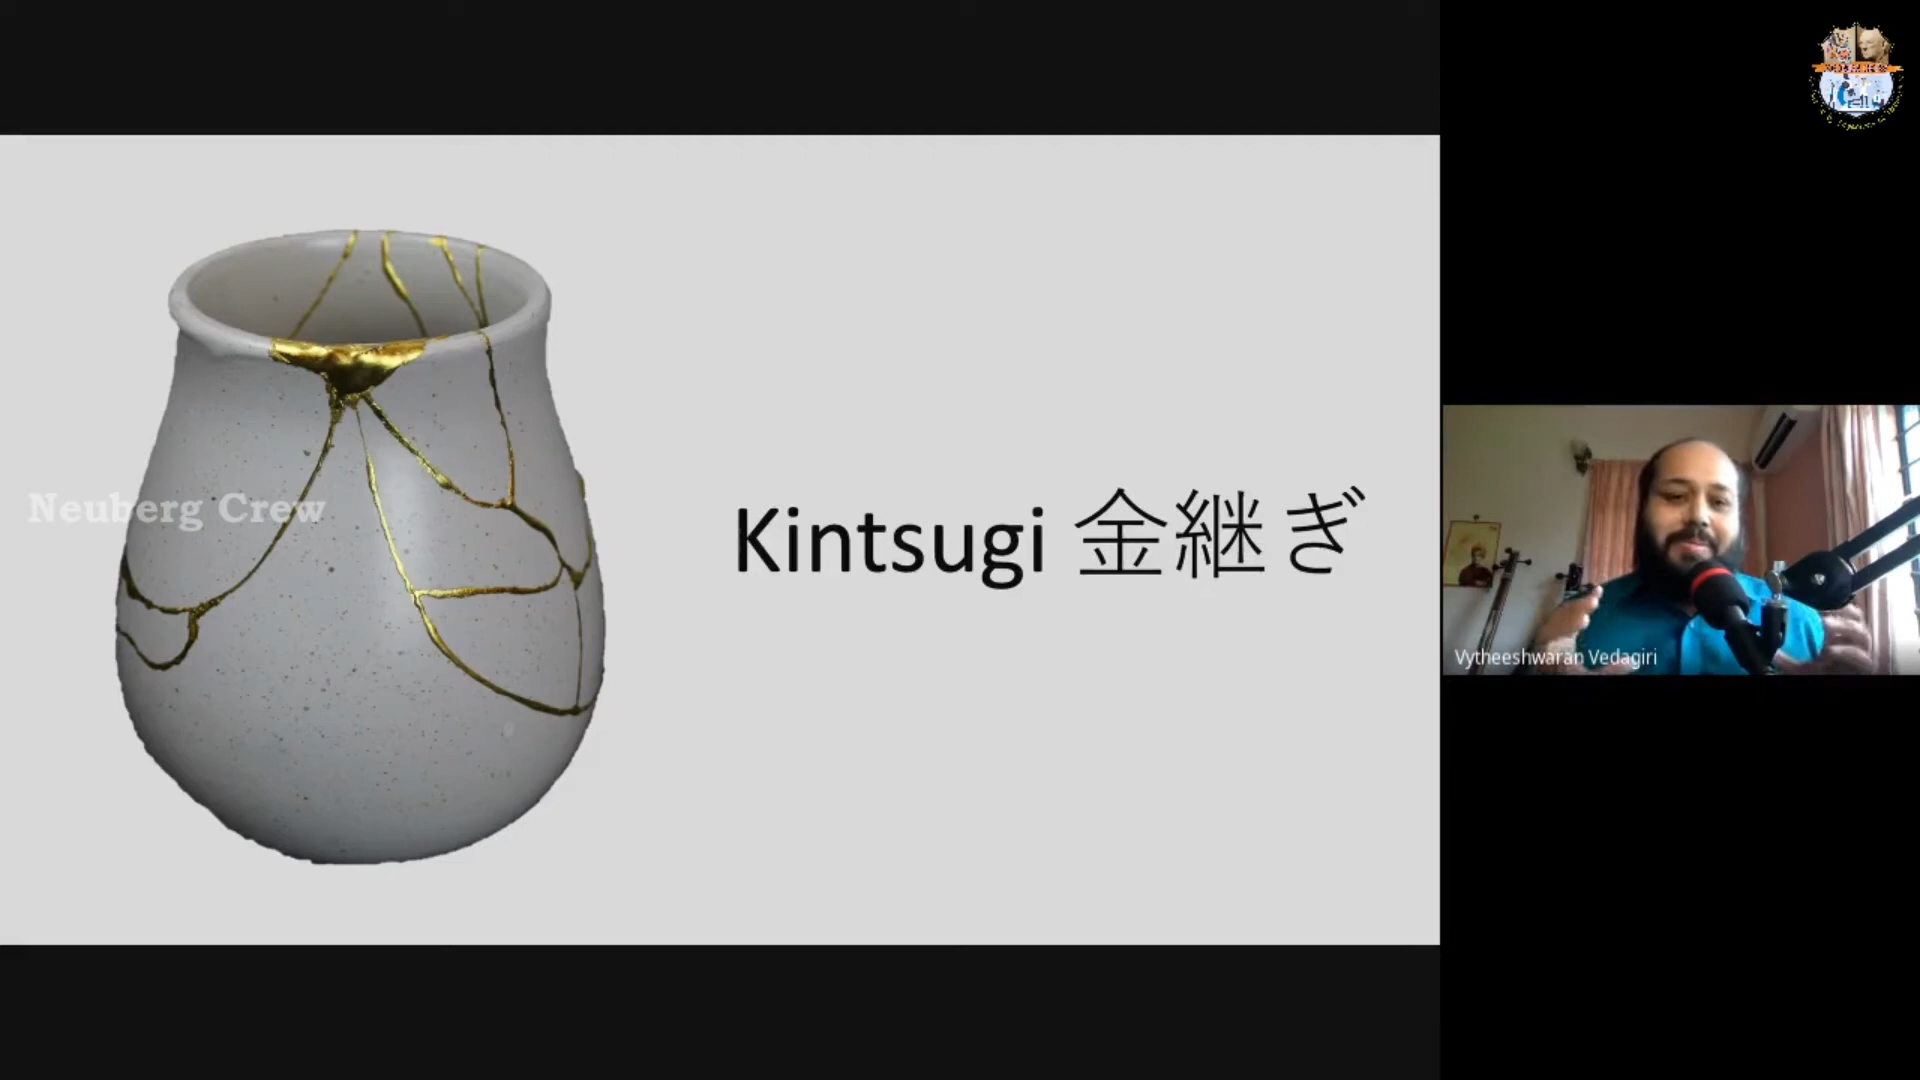 Neuberg Crew
Kintsugi 金継ぎ
Vytheeshwaran Vedagiri